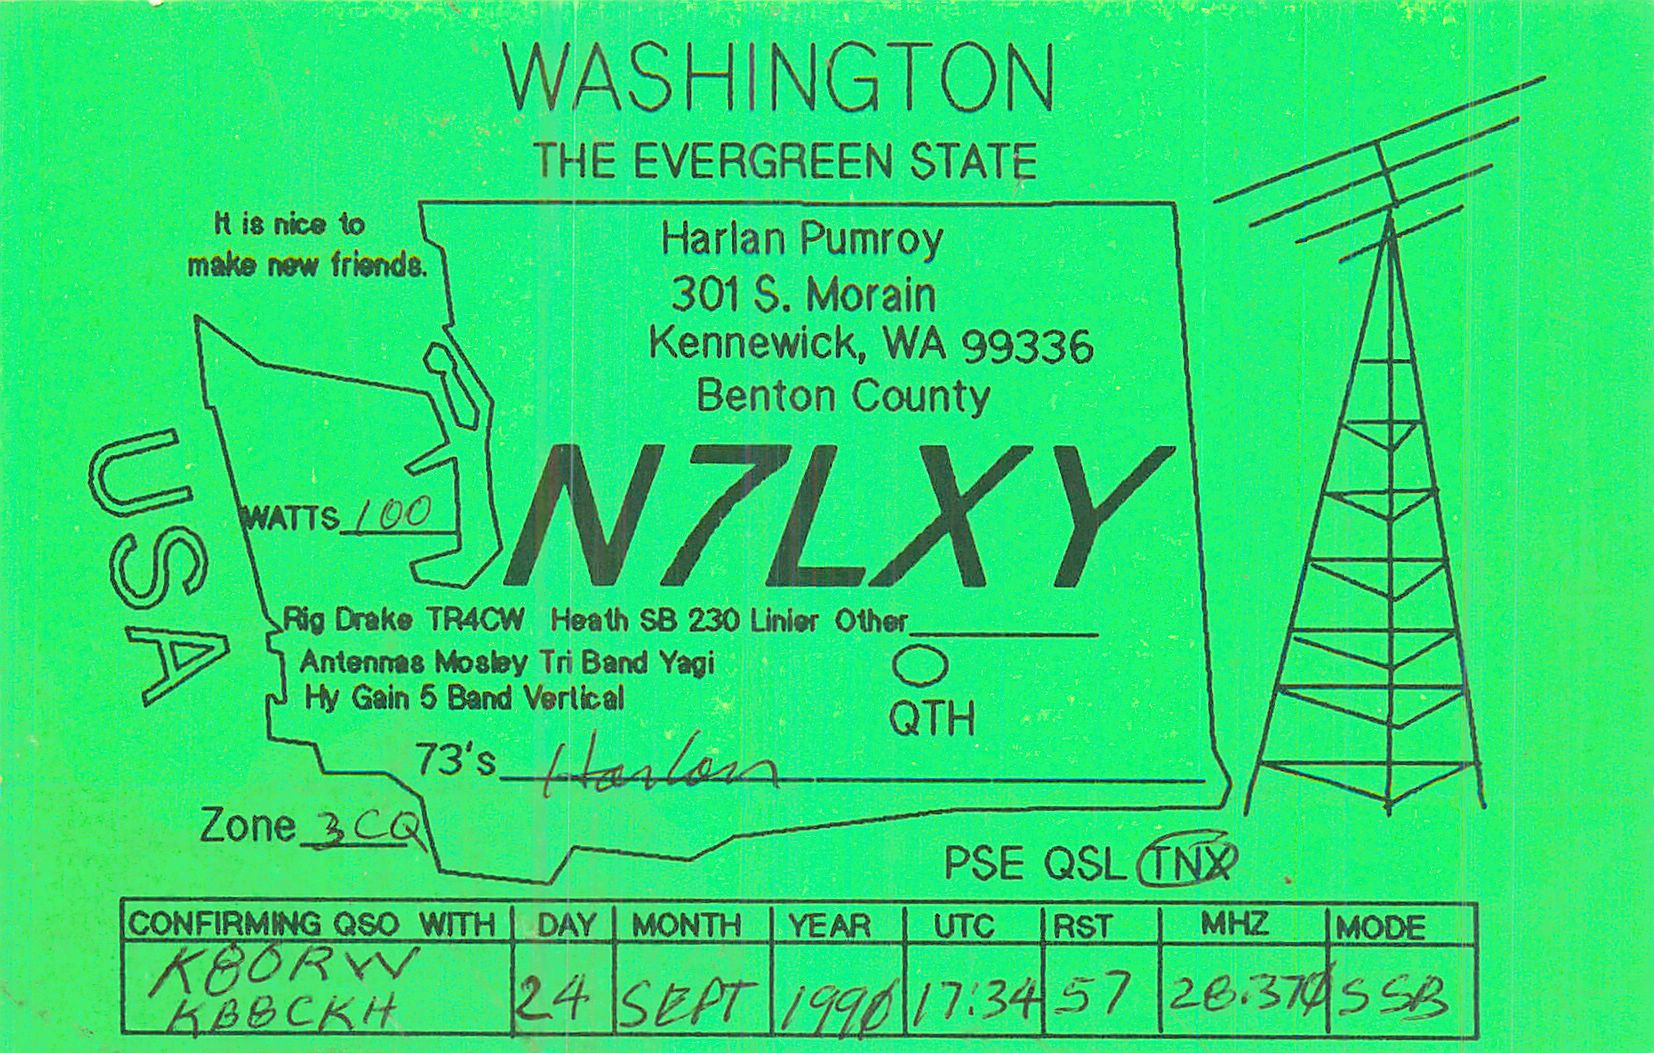 WASHINGTON
THE EVERGREEN STATE
It is nice to
make new friends.
Harlan Pumroy
301 S. Morain
Kennewick, WA 99336
Benton County
USA
N7LXY
WATTS 100
Rig Drake TR4CW Heath SB 230 Linier Other
Antennas Mosley Tri Band Yagi
Hy Gain 5 Band Vertical
QTH
73's Harlan
Zone 3 CQ
PSE QSL TNX
CONFIRMING QSO WITH DAY MONTH YEAR UTC RST MHZ MODE
K8ORW
KB8CKH 24 SEPT 1990 17:34 57 28.370 SSB